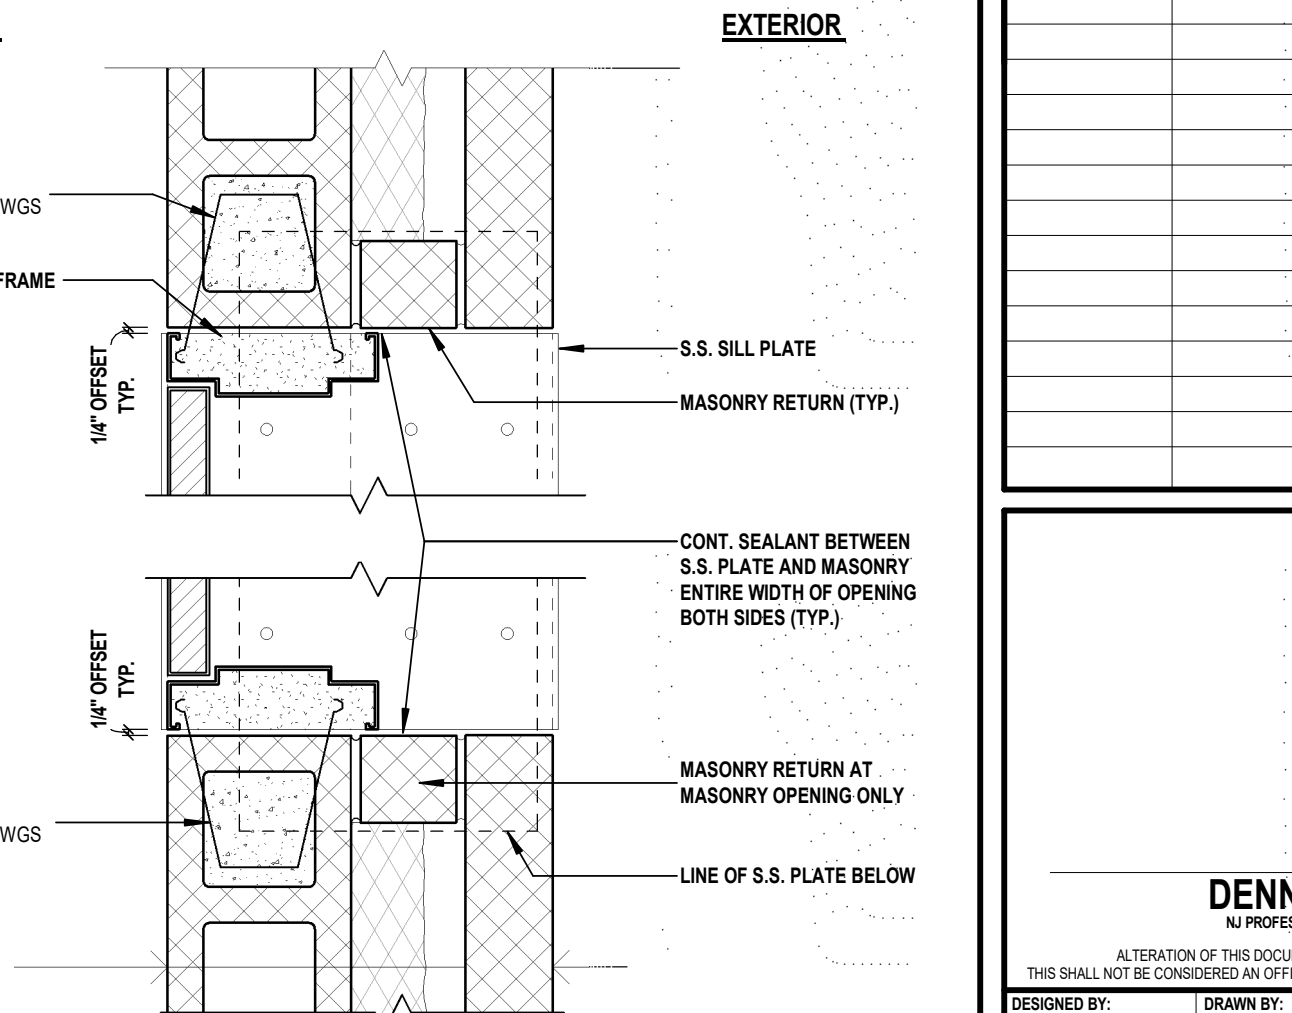 EXTERIOR
WGS
FRAME
1/4" OFFSET
TYP.
S.S. SILL PLATE
MASONRY RETURN (TYP.)
CONT. SEALANT BETWEEN
S.S. PLATE AND MASONRY
ENTIRE WIDTH OF OPENING
BOTH SIDES (TYP.)
1/4" OFFSET
TYP.
MASONRY RETURN AT
MASONRY OPENING ONLY
WGS
LINE OF S.S. PLATE BELOW
DENN
NJ PROFES
ALTERATION OF THIS DOCU
THIS SHALL NOT BE CONSIDERED AN OFFI
DESIGNED BY:
DRAWN BY: